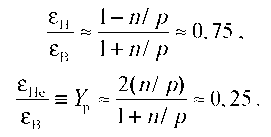 ε_H / ε_B ≈ (1 − n/p) / (1 + n/p) ≈ 0,75 ,
ε_He / ε_B ≡ Y_p ≈ 2(n/p) / (1 + n/p) ≈ 0,25 .